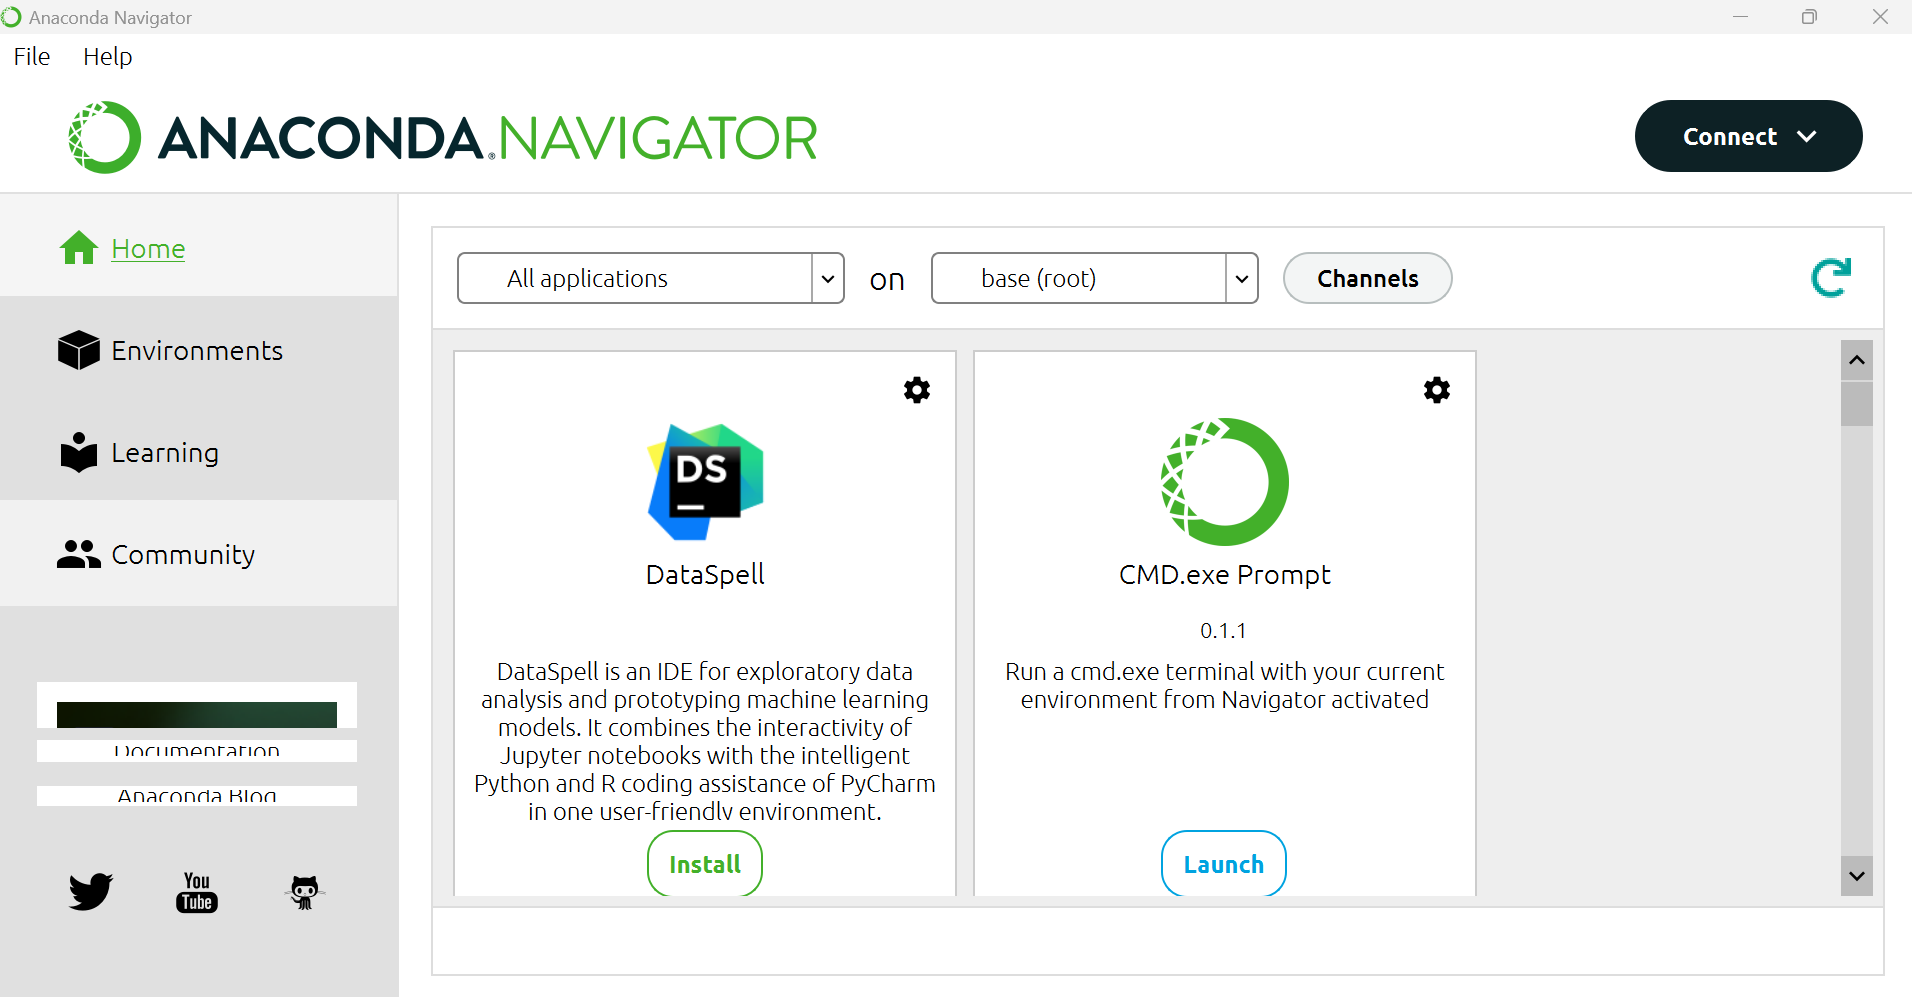 Anaconda Navigator
File Help
ANACONDA.NAVIGATOR
Connect
Home
Environments
Learning
Community
Documentation
Anaconda Blog
You
Tube
All applications on base (root) Channels
DS
DataSpell
DataSpell is an IDE for exploratory data
analysis and prototyping machine learning
models. It combines the interactivity of
Jupyter notebooks with the intelligent
Python and R coding assistance of PyCharm
in one user-friendly environment.
Install
CMD.exe Prompt
0.1.1
Run a cmd.exe terminal with your current
environment from Navigator activated
Launch